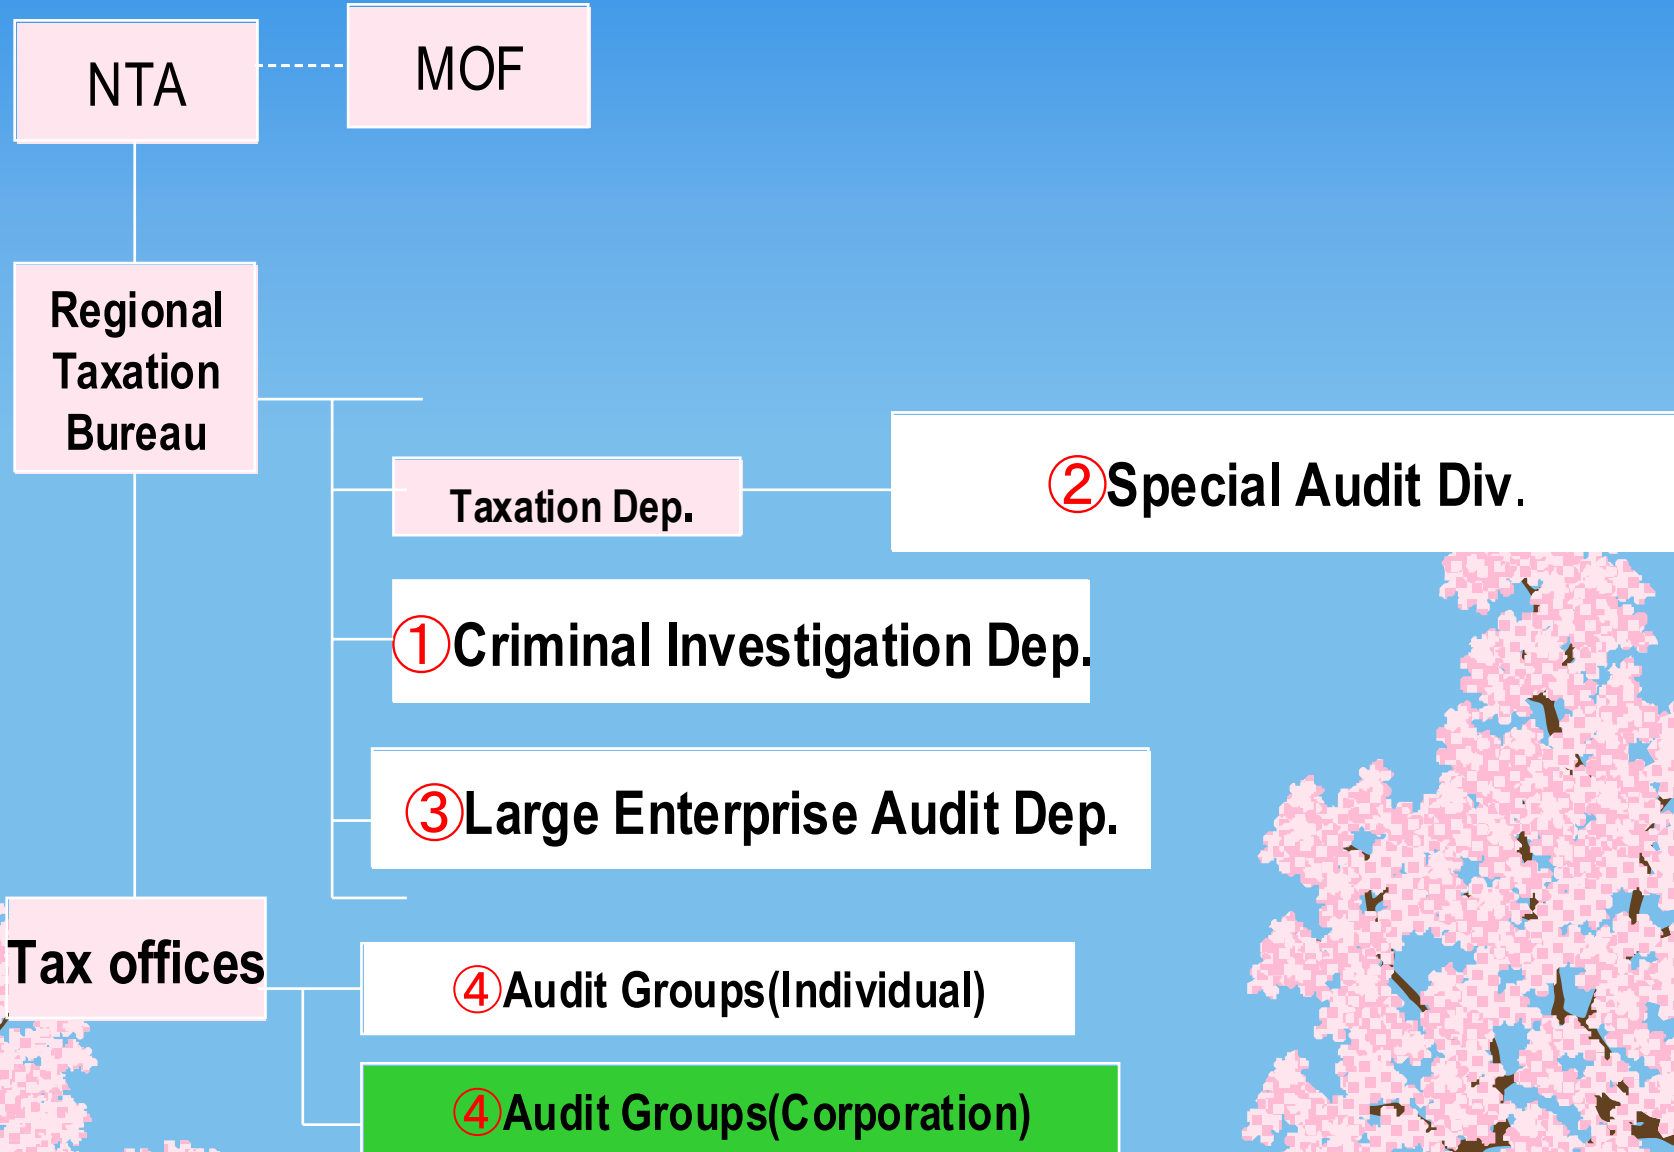 NTA
MOF
Regional
Taxation
Bureau
Taxation Dep.
②Special Audit Div.
①Criminal Investigation Dep.
③Large Enterprise Audit Dep.
Tax offices
④Audit Groups(Individual)
④Audit Groups(Corporation)